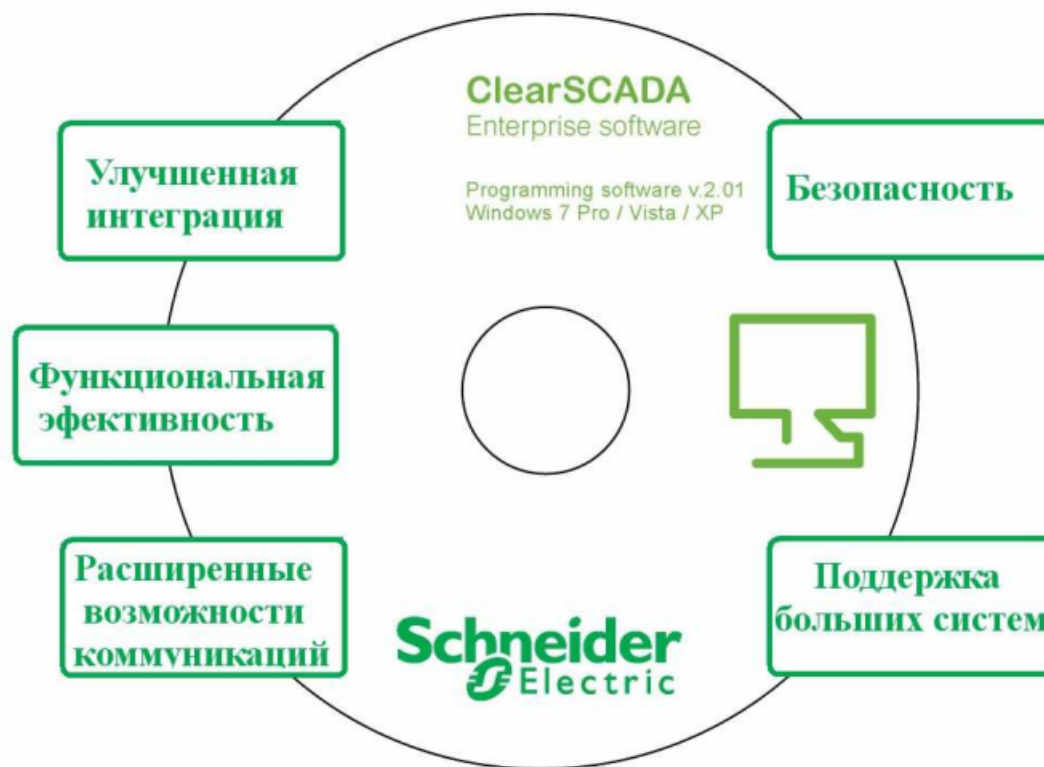 ClearSCADA
Enterprise software
Programming software v.2.01
Windows 7 Pro / Vista / XP
Улучшенная
интеграция
Безопасность
Функциональная
эфективность
Расширенные
возможности
коммуникаций
Поддержка
больших систем
Schneider
Electric